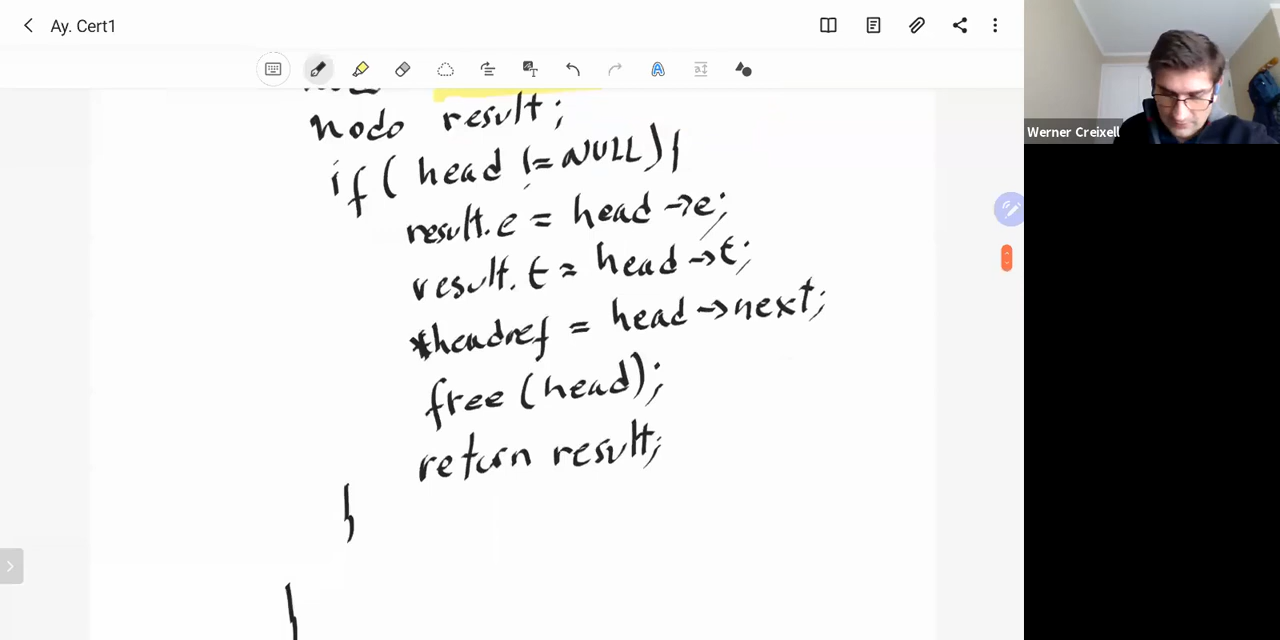 Ay. Cert1
nodo result;
if( head != NULL){
result.e = head->e;
result.t = head->t;
*headref = head->next;
free(head);
return result;
}
}
Werner Creixell